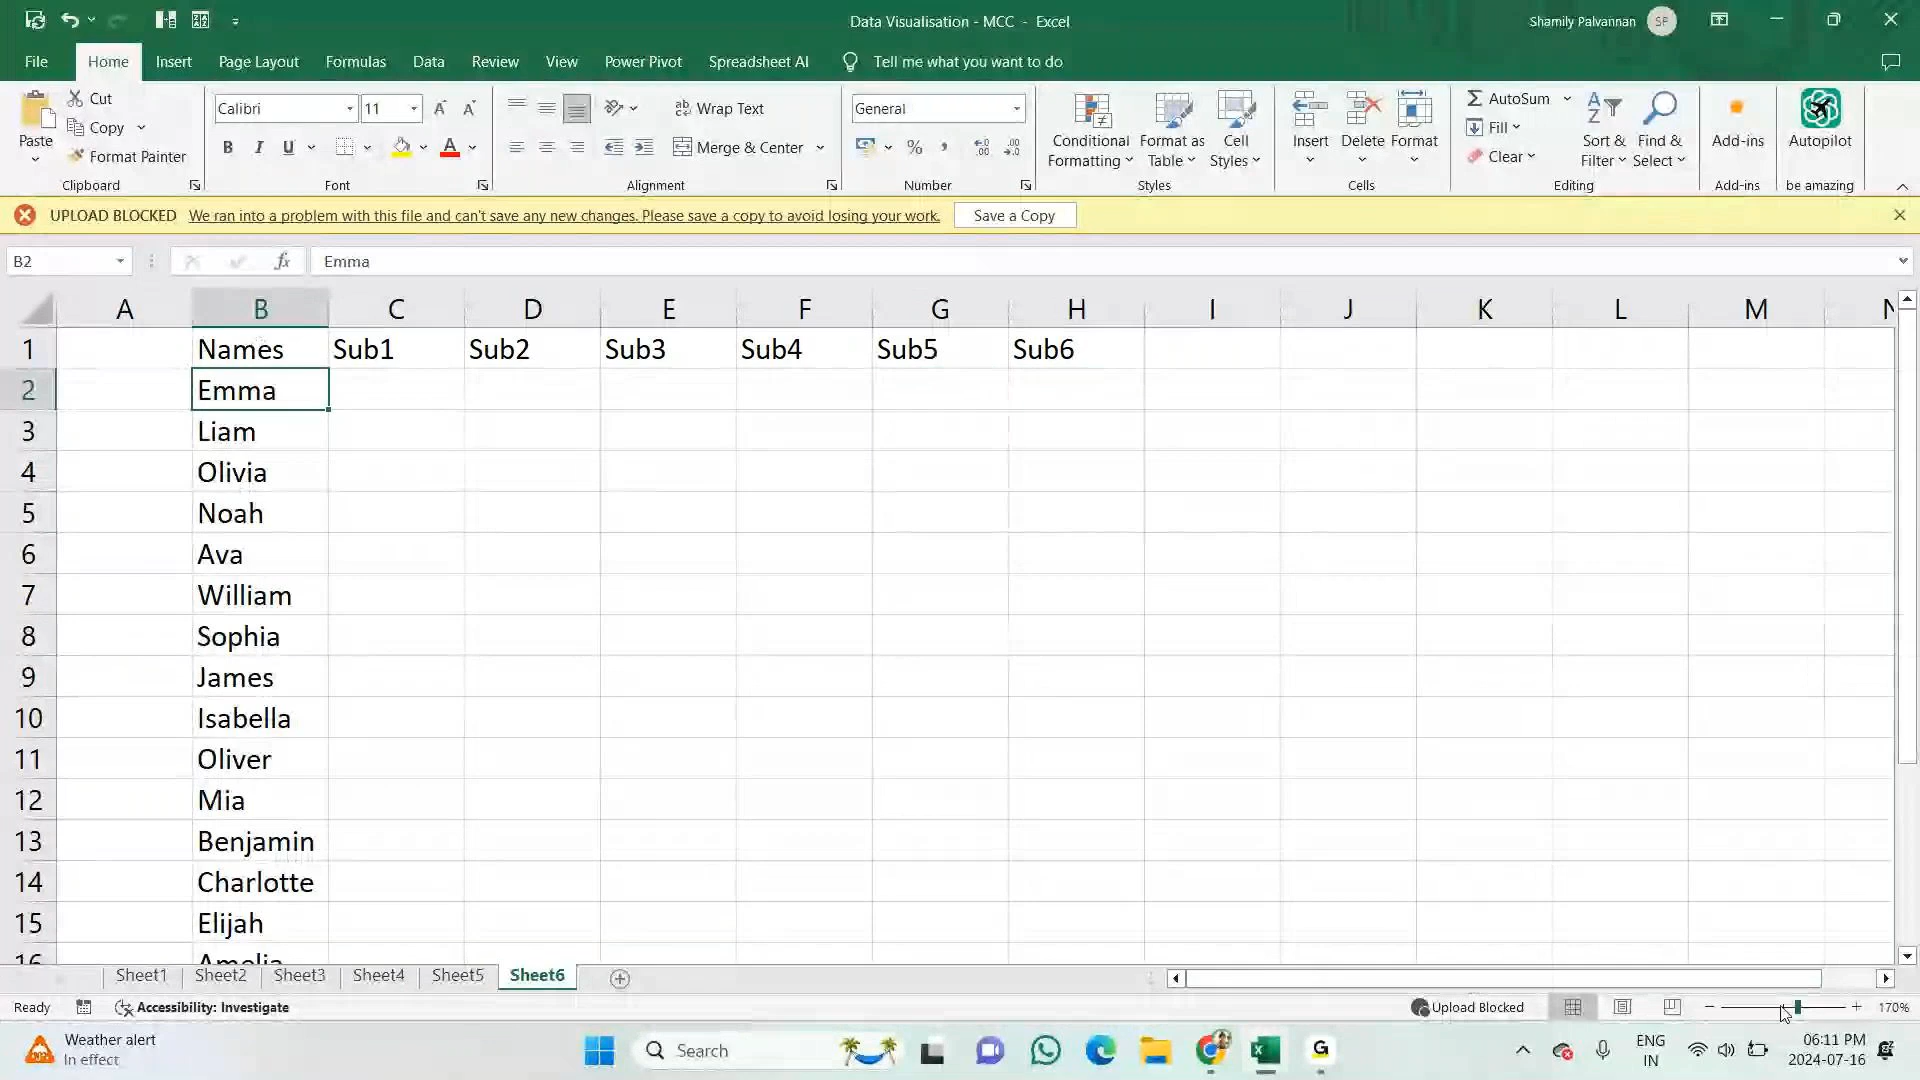 Data Visualisation - MCC - Excel
Shamily Palvannan
SP
File Home Insert Page Layout Formulas Data Review View Power Pivot Spreadsheet AI Tell me what you want to do
Paste
Cut
Copy
Format Painter
Clipboard
Calibri 11
B I U A
Font
Wrap Text
Merge & Center
Alignment
General
%
Number
Conditional Formatting
Format as Table
Cell Styles
Styles
Insert Delete Format
Cells
AutoSum
Fill
Clear
Sort & Filter
Find & Select
Editing
Add-ins
Add-ins
Autopilot
be amazing
UPLOAD BLOCKED We ran into a problem with this file and can't save any new changes. Please save a copy to avoid losing your work. Save a Copy
B2 fx Emma
A B C D E F G H I J K L M N
1 Names Sub1 Sub2 Sub3 Sub4 Sub5 Sub6
2 Emma
3 Liam
4 Olivia
5 Noah
6 Ava
7 William
8 Sophia
9 James
10 Isabella
11 Oliver
12 Mia
13 Benjamin
14 Charlotte
15 Elijah
16 Amelia
Sheet1 Sheet2 Sheet3 Sheet4 Sheet5 Sheet6
Ready Accessibility: Investigate Upload Blocked 170%
Weather alert
In effect
Search
ENG
IN
06:11 PM
2024-07-16